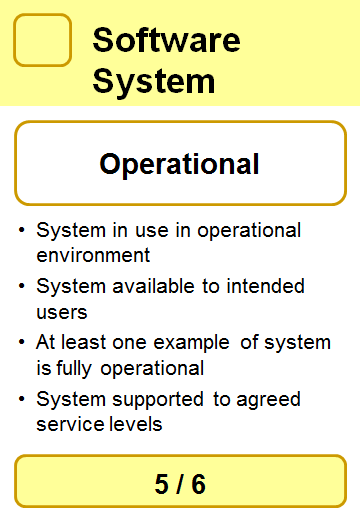 Software
System
Operational
• System in use in operational
environment
• System available to intended
users
• At least one example of system
is fully operational
• System supported to agreed
service levels
5 / 6